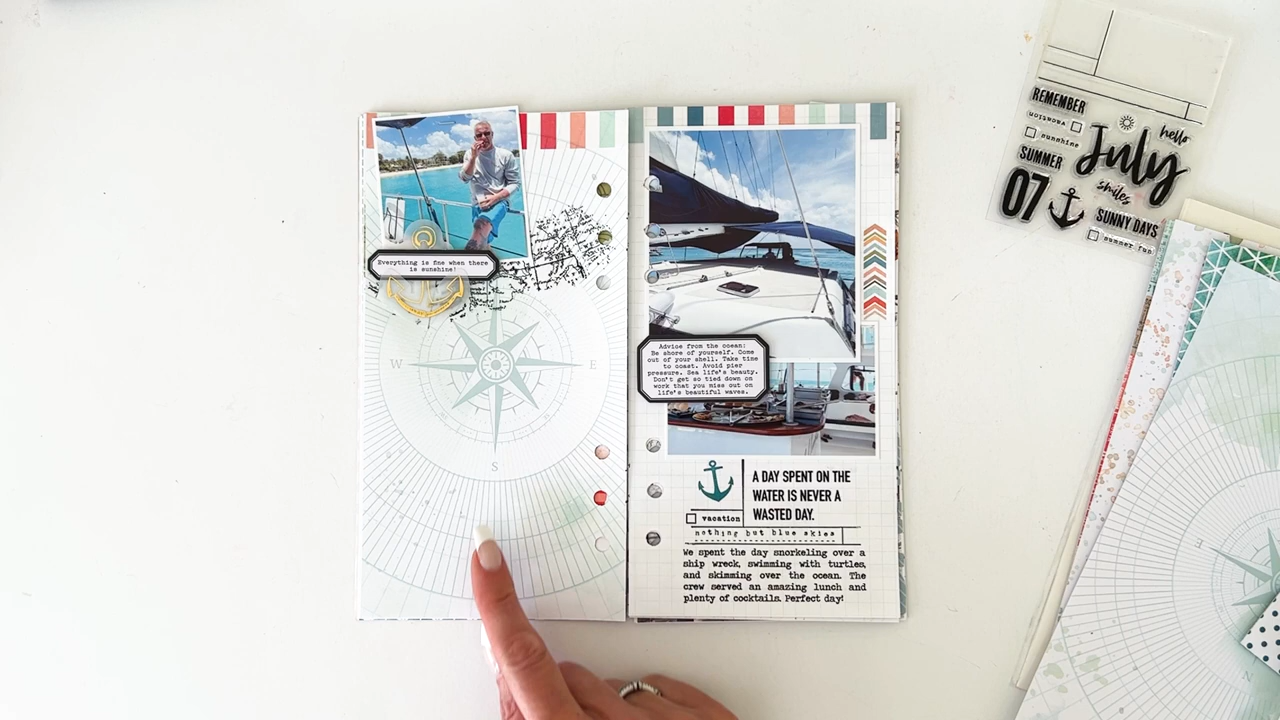 Everything is fine when there
is sunshine!
W
E
S
Advice from the ocean:
Be shore of yourself. Come
out of your shell. Take time
to coast. Avoid pier
pressure. Sea life's beauty.
Don't get so tied down on
work that you miss out on
life's beautiful waves.
A DAY SPENT ON THE
WATER IS NEVER A
WASTED DAY.
vacation
nothing but blue skies
We spent the day snorkeling over a
ship wreck, swimming with turtles,
and skimming over the ocean. The
crew served an amazing lunch and
plenty of cocktails. Perfect day!
REMEMBER
vacation
sunshine
hello
July
SUMMER
smiles
07
SUNNY DAYS
summer fun
N